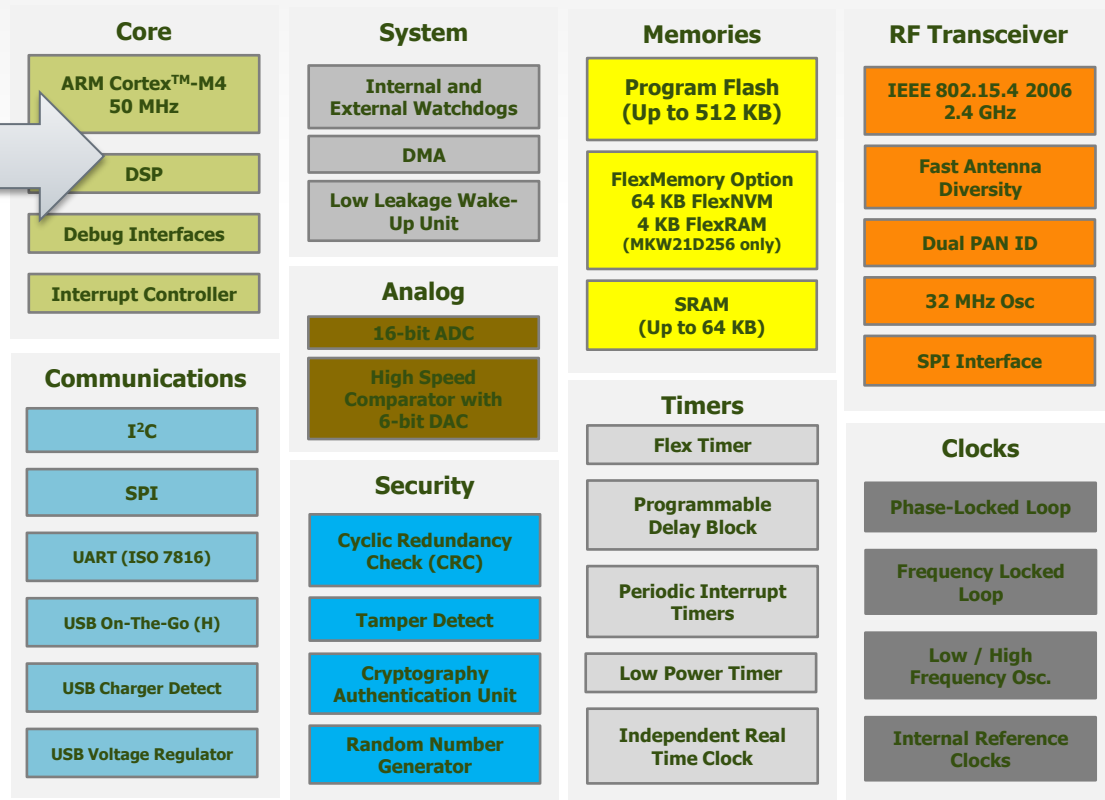 Core
ARM Cortex™-M4
50 MHz
DSP
Debug Interfaces
Interrupt Controller
Communications
I²C
SPI
UART (ISO 7816)
USB On-The-Go (H)
USB Charger Detect
USB Voltage Regulator
System
Internal and
External Watchdogs
DMA
Low Leakage Wake-
Up Unit
Analog
16-bit ADC
High Speed
Comparator with
6-bit DAC
Security
Cyclic Redundancy
Check (CRC)
Tamper Detect
Cryptography
Authentication Unit
Random Number
Generator
Memories
Program Flash
(Up to 512 KB)
FlexMemory Option
64 KB FlexNVM
4 KB FlexRAM
(MKW21D256 only)
SRAM
(Up to 64 KB)
Timers
Flex Timer
Programmable
Delay Block
Periodic Interrupt
Timers
Low Power Timer
Independent Real
Time Clock
RF Transceiver
IEEE 802.15.4 2006
2.4 GHz
Fast Antenna
Diversity
Dual PAN ID
32 MHz Osc
SPI Interface
Clocks
Phase-Locked Loop
Frequency Locked
Loop
Low / High
Frequency Osc.
Internal Reference
Clocks